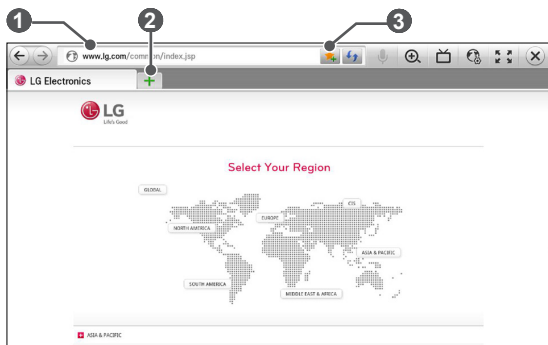 1 2 3
www.lg.com/common/index.jsp
LG Electronics
LG
Life's Good
Select Your Region
GLOBAL
CIS
EUROPE
NORTH AMERICA
ASIA & PACIFIC
SOUTH AMERICA
MIDDLE EAST & AFRICA
ASIA & PACIFIC